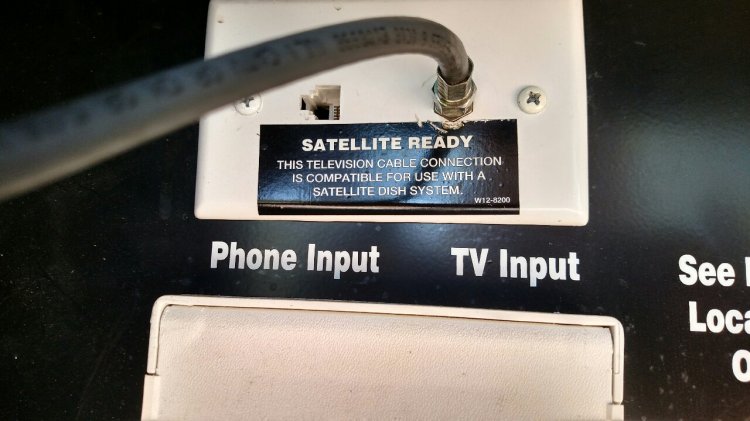 SATELLITE READY
THIS TELEVISION CABLE CONNECTION
IS COMPATIBLE FOR USE WITH A
SATELLITE DISH SYSTEM.
W12-8200
Phone Input
TV Input
See
Loca
O